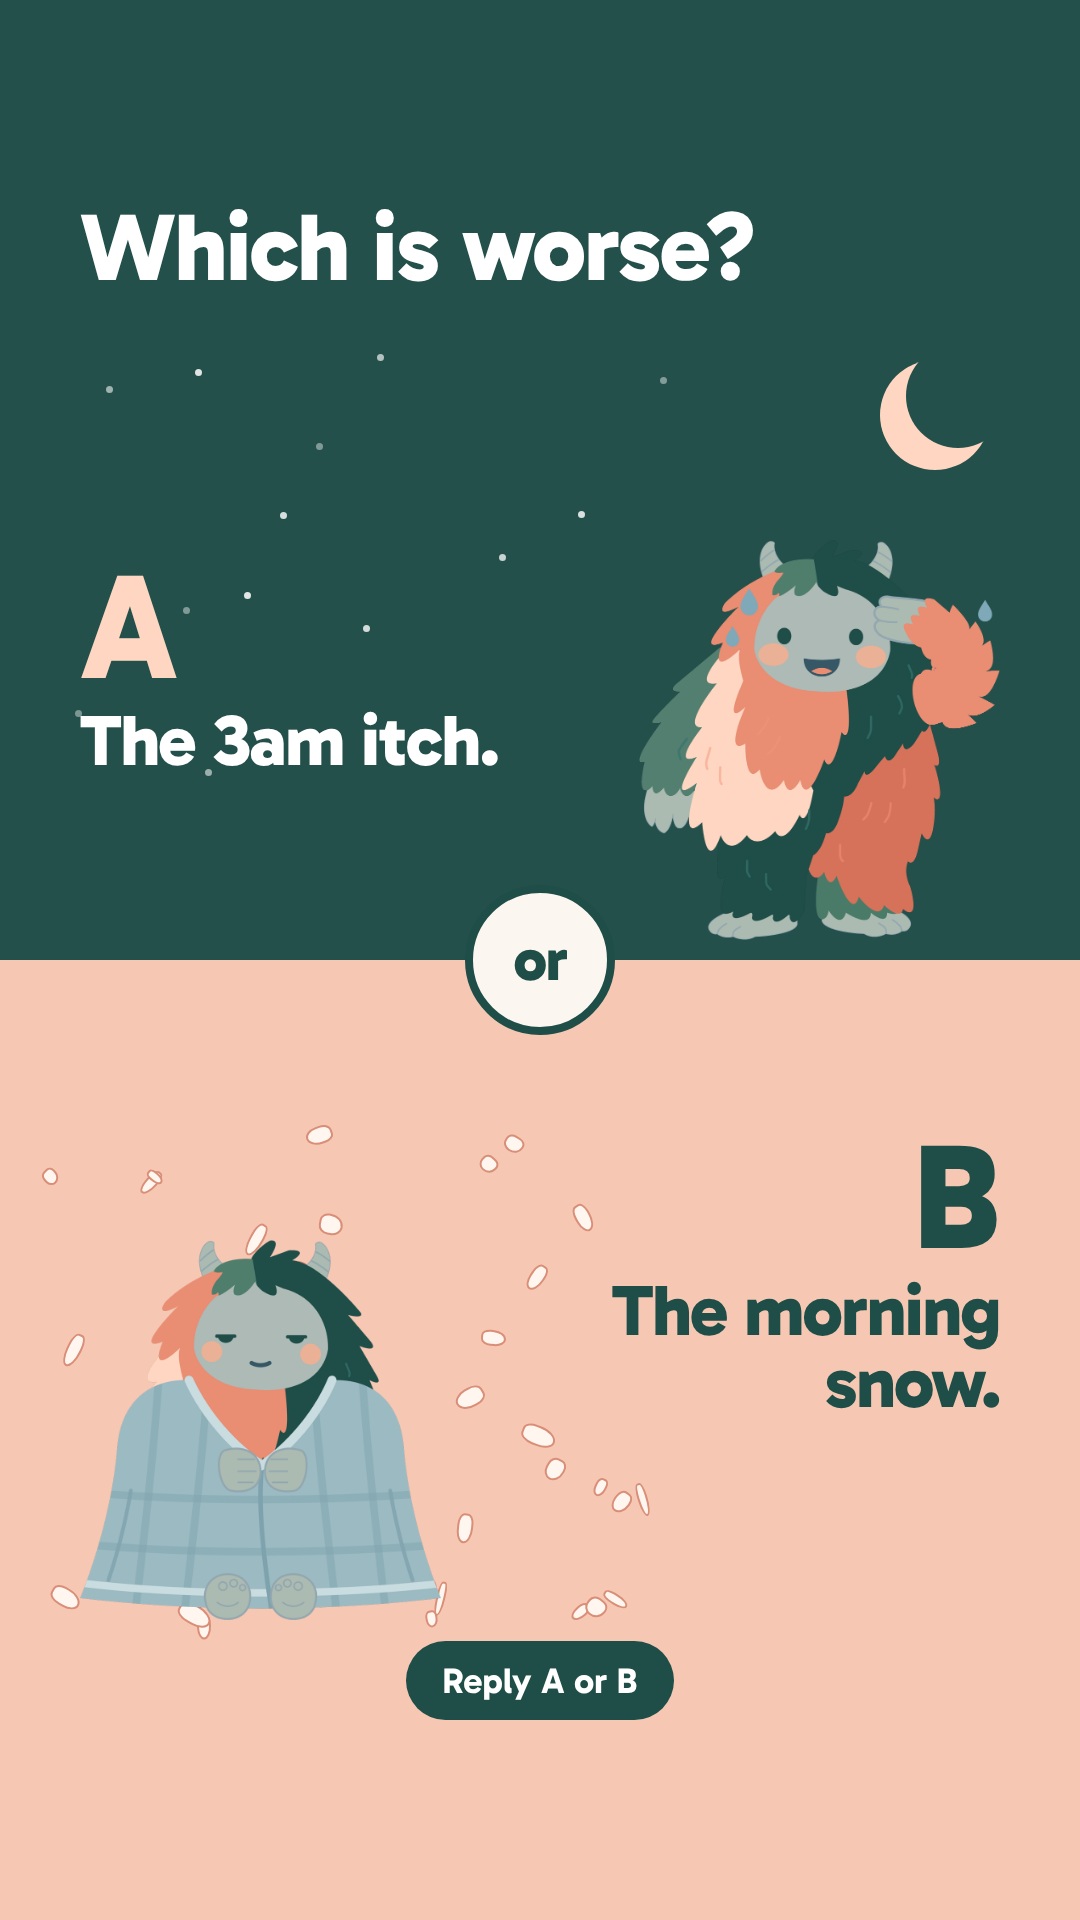 Which is worse?
A
The 3am itch.
or
B
The morning
snow.
Reply A or B